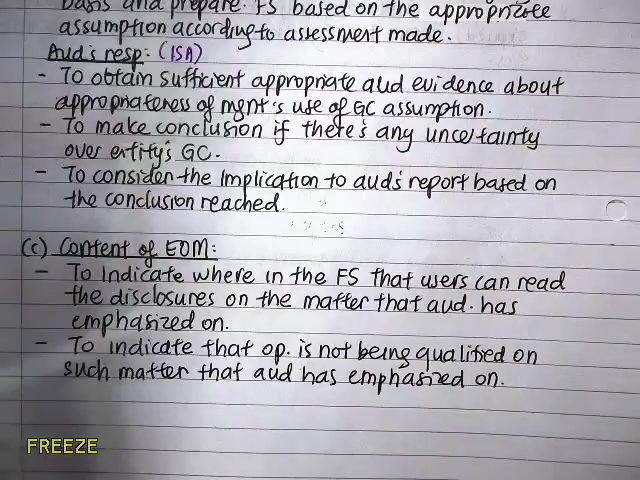 basis and prepare FS based on the appropriate
assumption according to assessment made.
Aud's resp: (ISA)
- To obtain sufficient appropriate aud evidence about
appropriateness of mgnt's use of GC assumption.
- To make conclusion if there's any uncertainty
over entity's GC.
- To consider the implication to aud's report based on
the conclusion reached.
(c) Content of EOM:
- To indicate where in the FS that users can read
the disclosures on the matter that aud. has
emphasized on.
- To indicate that op. is not being qualified on
such matter that aud has emphasized on.
FREEZE